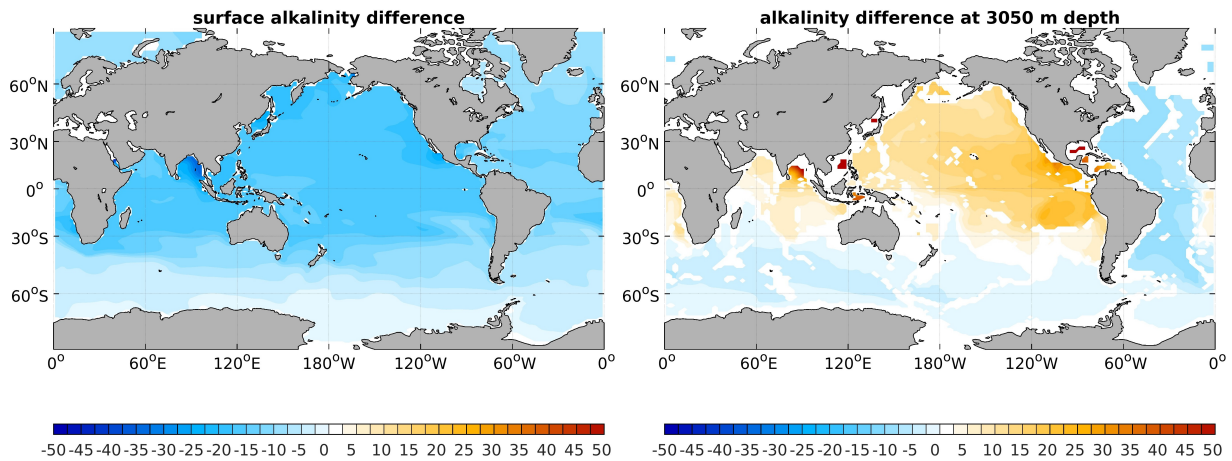 surface alkalinity difference
alkalinity difference at 3050 m depth
60°N
30°N
0°
30°S
60°S
0° 60°E 120°E 180°W 120°W 60°W 0°
60°N
30°N
0°
30°S
60°S
0° 60°E 120°E 180°W 120°W 60°W 0°
-50 -45 -40 -35 -30 -25 -20 -15 -10 -5 0 5 10 15 20 25 30 35 40 45 50
-50 -45 -40 -35 -30 -25 -20 -15 -10 -5 0 5 10 15 20 25 30 35 40 45 50